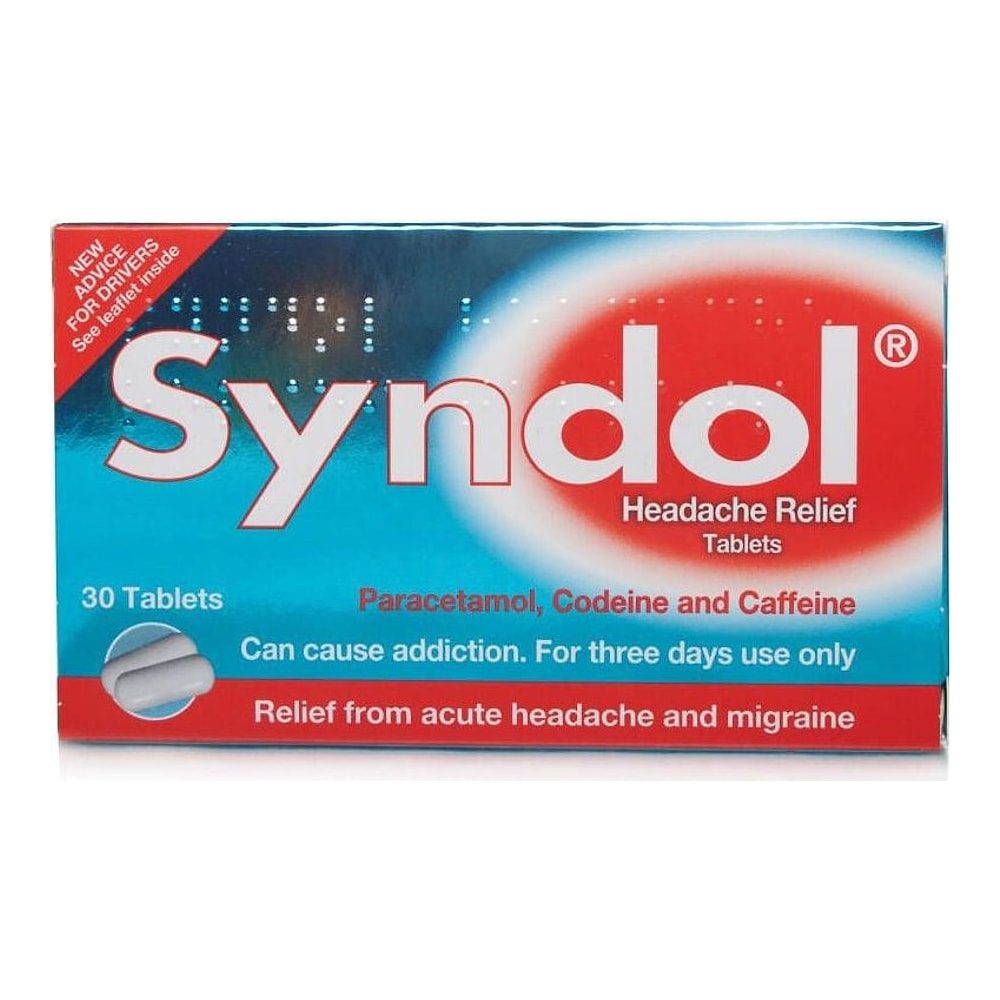 NEW
ADVICE
FOR DRIVERS
See leaflet inside
Syndol®
Headache Relief
Tablets
30 Tablets
Paracetamol, Codeine and Caffeine
Can cause addiction. For three days use only
Relief from acute headache and migraine